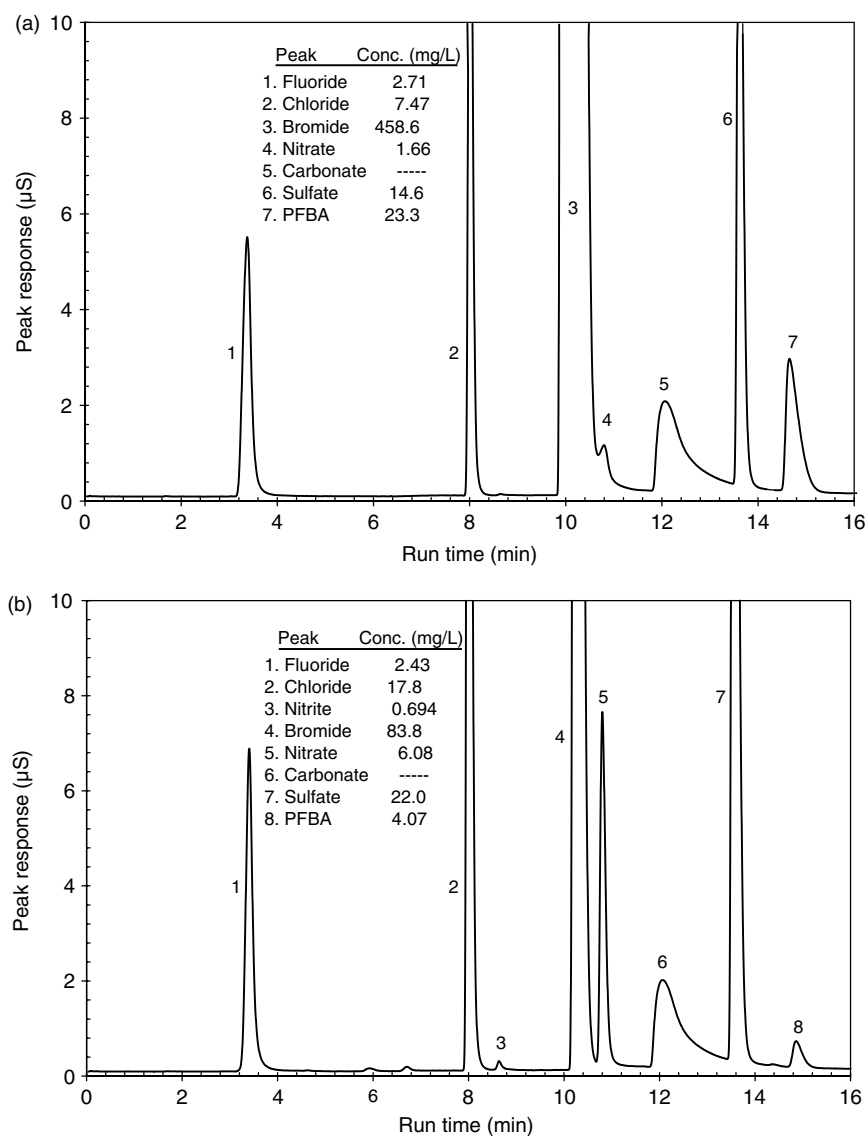 (a)
10
8
6
4
2
0
Peak response (µS)
Peak Conc. (mg/L)
1. Fluoride 2.71
2. Chloride 7.47
3. Bromide 458.6
4. Nitrate 1.66
5. Carbonate -----
6. Sulfate 14.6
7. PFBA 23.3
1
2
3
4
5
6
7
0 2 4 6 8 10 12 14 16
Run time (min)
(b)
10
8
6
4
2
0
Peak response (µS)
Peak Conc. (mg/L)
1. Fluoride 2.43
2. Chloride 17.8
3. Nitrite 0.694
4. Bromide 83.8
5. Nitrate 6.08
6. Carbonate -----
7. Sulfate 22.0
8. PFBA 4.07
1
2
3
4
5
6
7
8
0 2 4 6 8 10 12 14 16
Run time (min)